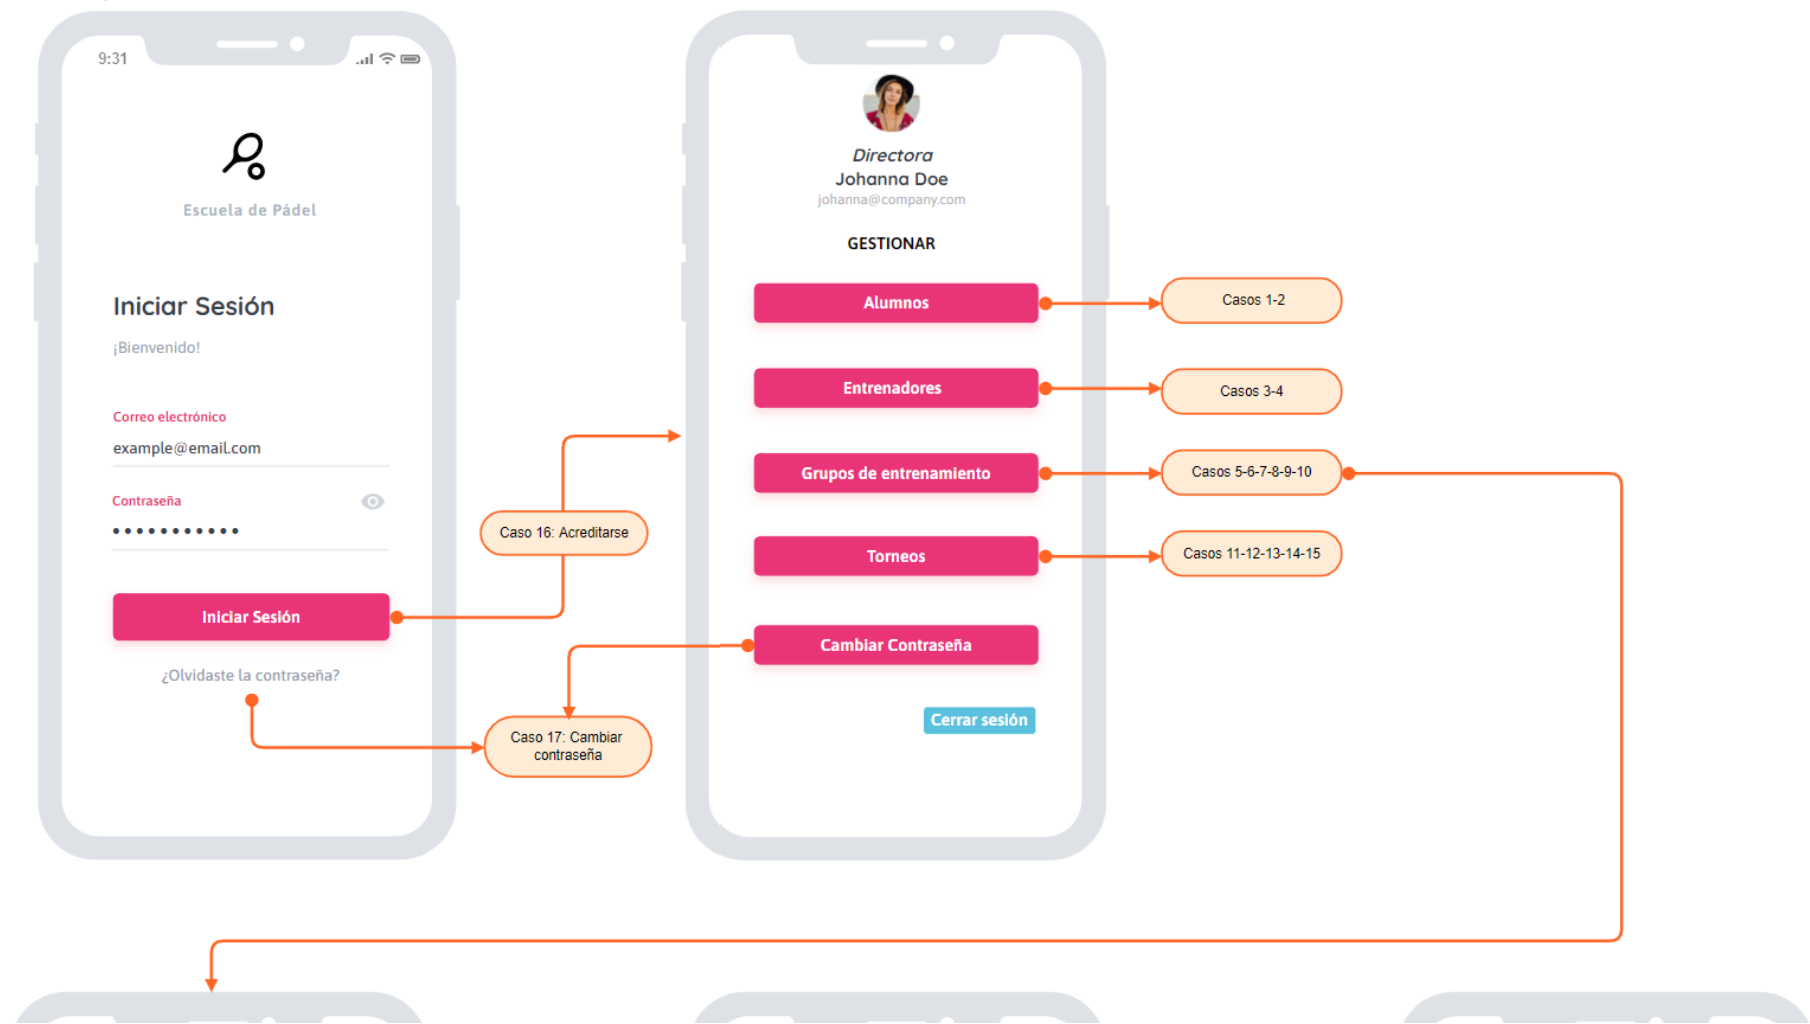 9:31
Escuela de Pádel
Iniciar Sesión
¡Bienvenido!
Correo electrónico
example@email.com
Contraseña
Iniciar Sesión
¿Olvidaste la contraseña?
Caso 16: Acreditarse
Caso 17: Cambiar
contraseña
Directora
Johanna Doe
johanna@company.com
GESTIONAR
Alumnos
Entrenadores
Grupos de entrenamiento
Torneos
Cambiar Contraseña
Cerrar sesión
Casos 1-2
Casos 3-4
Casos 5-6-7-8-9-10
Casos 11-12-13-14-15